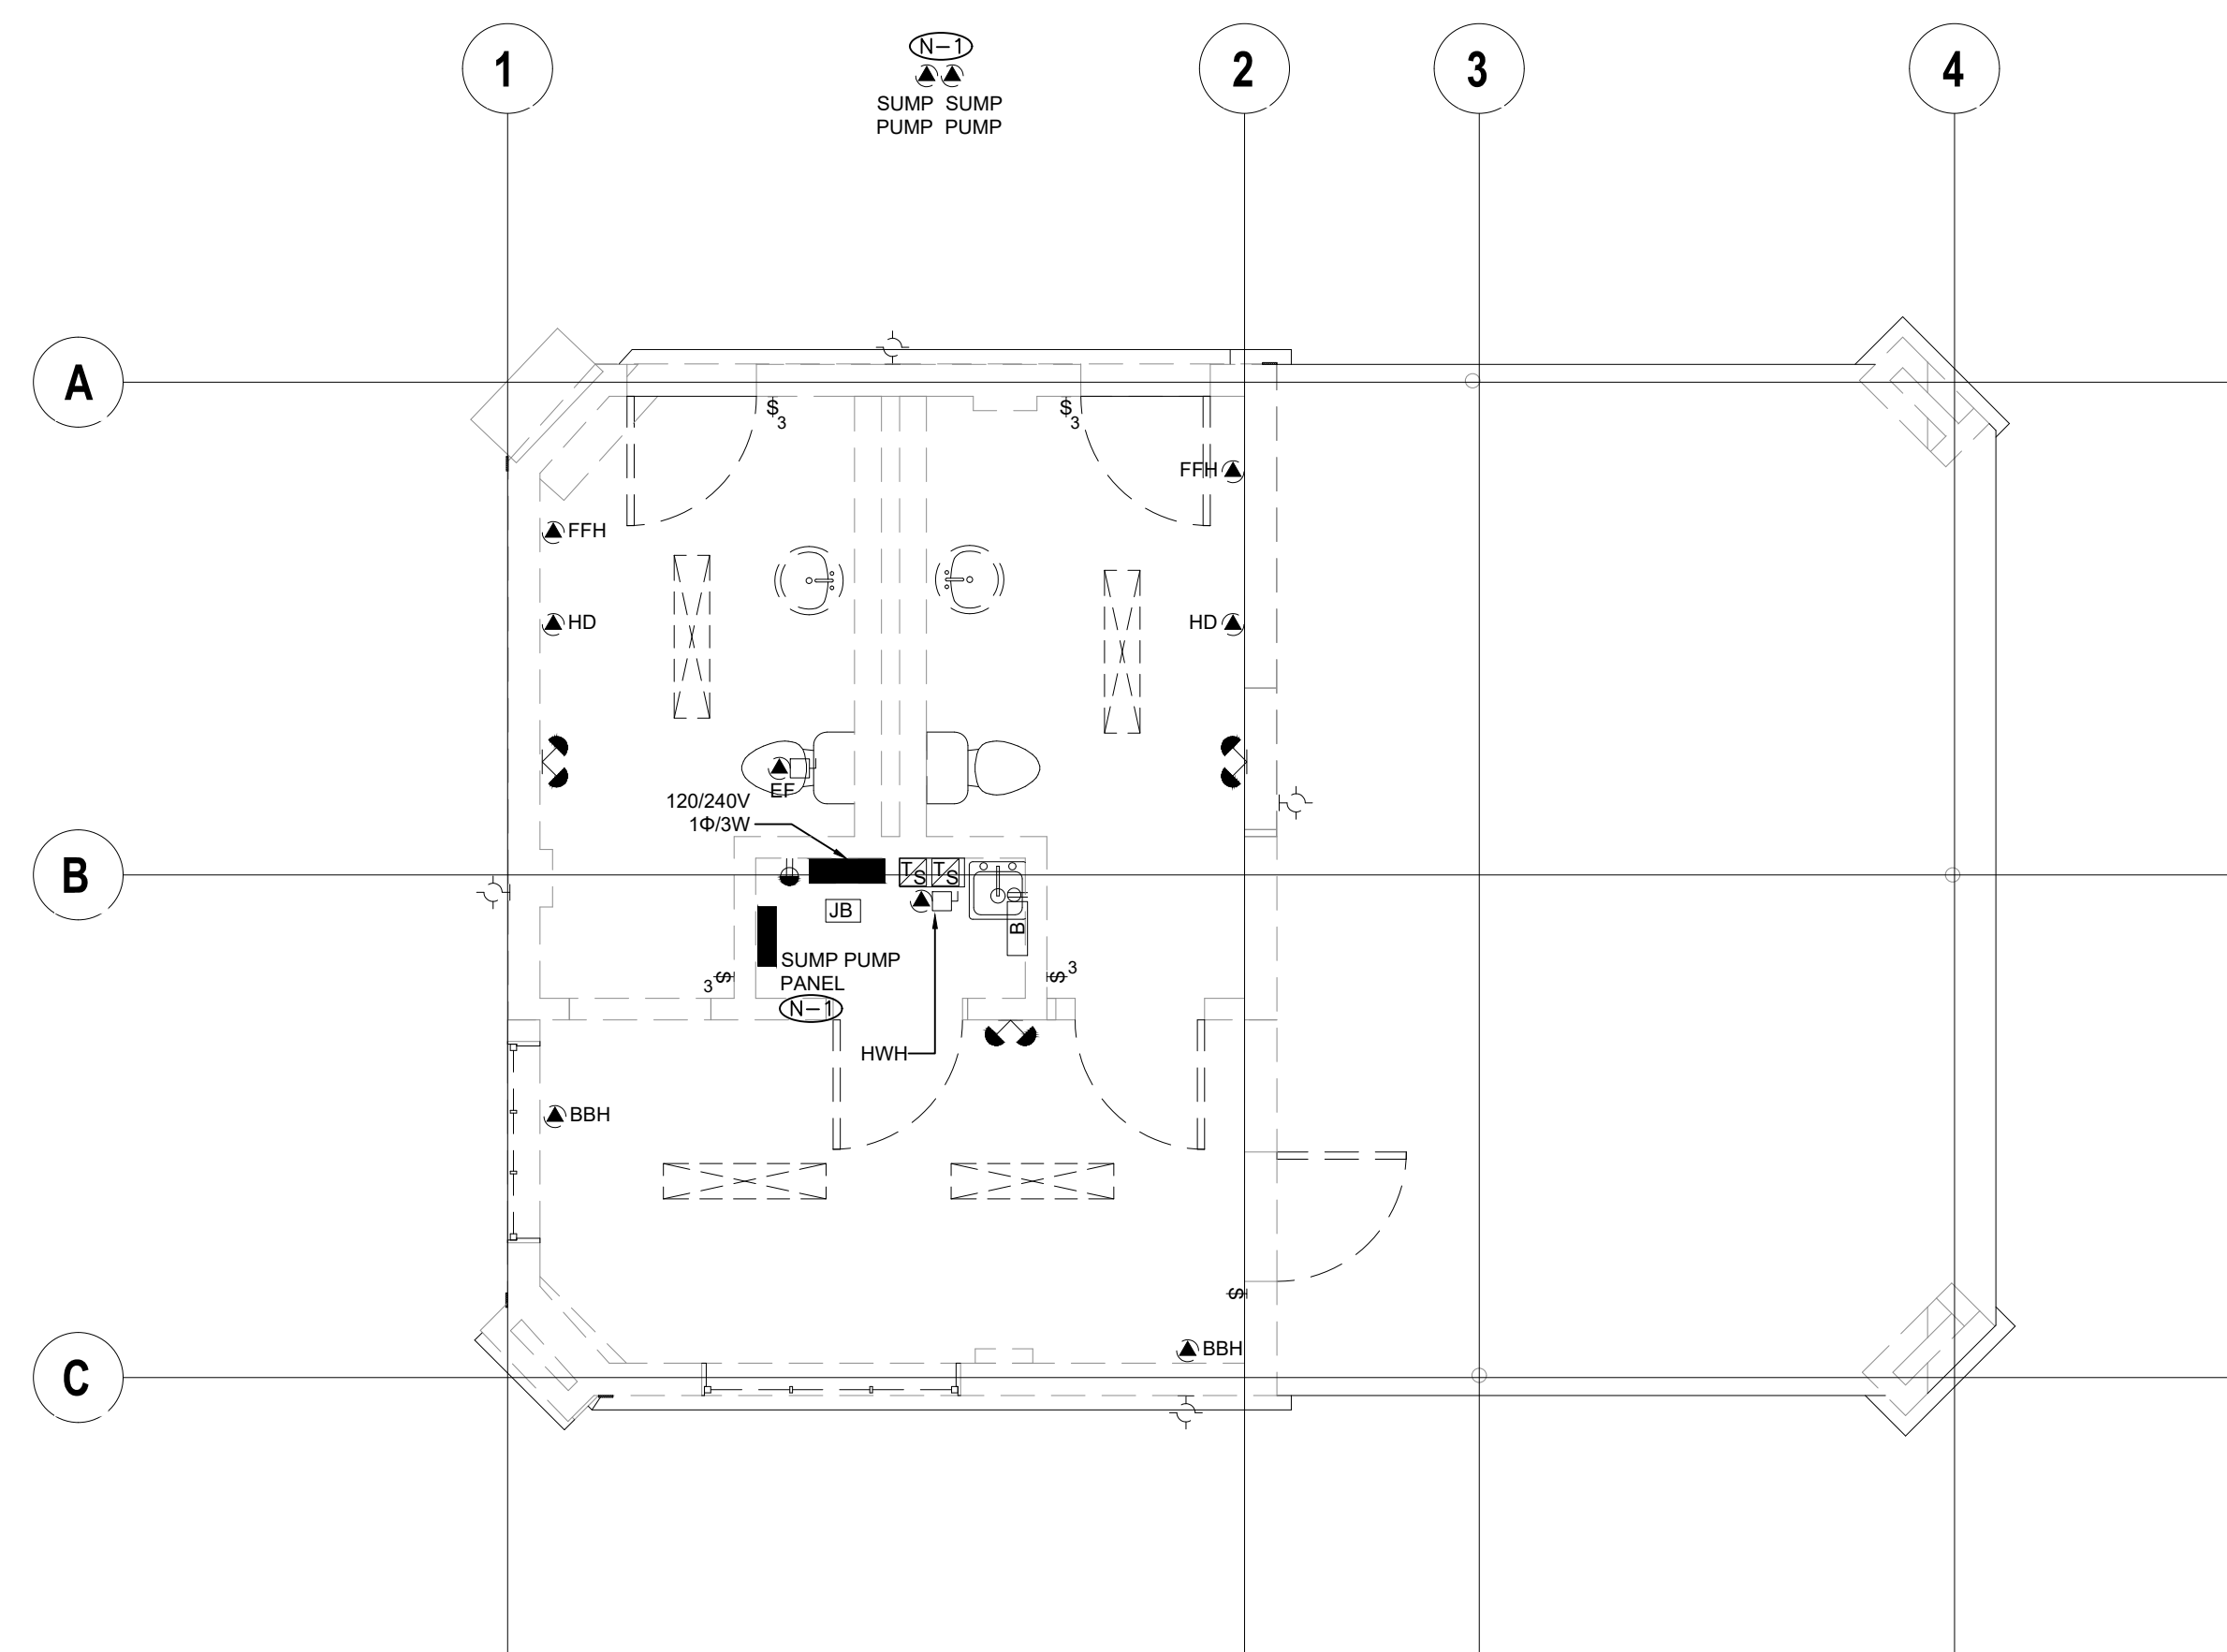 1
2
3
4
N-1
SUMP SUMP
PUMP PUMP
A
$3
$3
FFH
FFH
HD
HD
EF
120/240V
1Φ/3W
B
T S
T S
JB
B
SUMP PUMP
PANEL
N-1
$3
$3
HWH
BBH
$
BBH
C